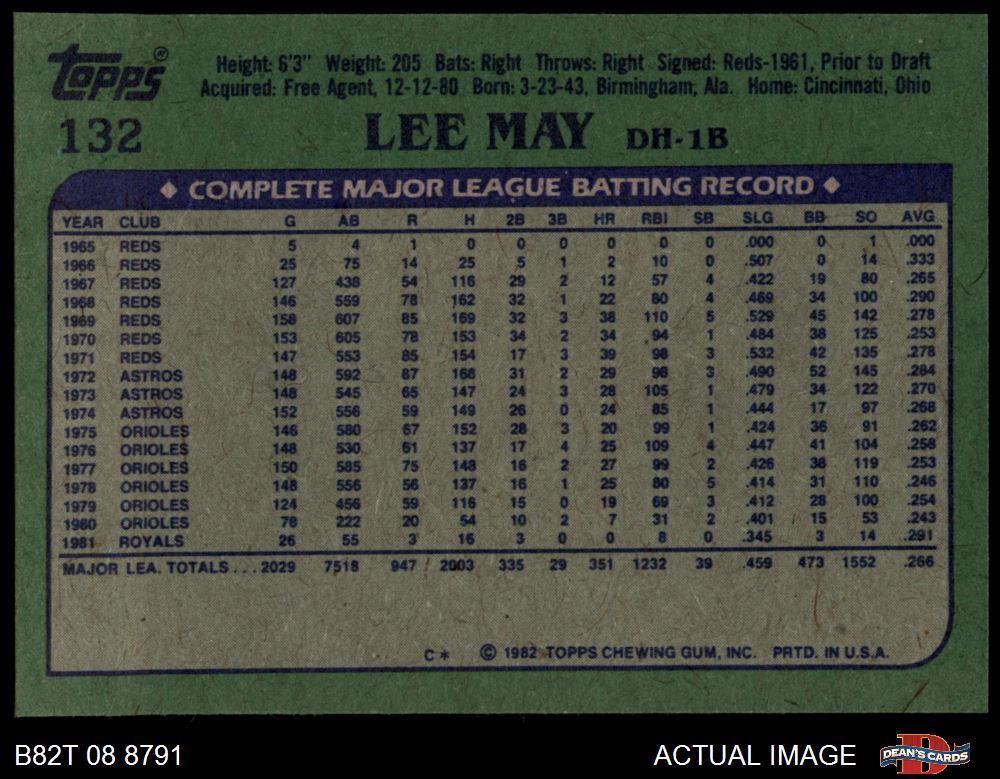 Topps®
Height: 6'3" Weight: 205 Bats: Right Throws: Right Signed: Reds-1961, Prior to Draft
Acquired: Free Agent, 12-12-80 Born: 3-23-43, Birmingham, Ala. Home: Cincinnati, Ohio
132 LEE MAY DH-1B
♦ COMPLETE MAJOR LEAGUE BATTING RECORD ♦
YEAR CLUB G AB R H 2B 3B HR RBI SB SLG BB SO AVG
1965 REDS 5 4 1 0 0 0 0 0 0 .000 0 1 .000
1966 REDS 25 75 14 25 5 1 2 10 0 .507 0 14 .333
1967 REDS 127 438 54 116 29 2 12 57 4 .422 19 80 .265
1968 REDS 146 559 78 162 32 1 22 80 4 .469 34 100 .290
1969 REDS 158 607 85 169 32 3 38 110 5 .529 45 142 .278
1970 REDS 153 605 78 153 34 2 34 94 1 .484 38 125 .253
1971 REDS 147 553 85 154 17 3 39 98 3 .532 42 135 .278
1972 ASTROS 148 592 87 168 31 2 29 98 3 .490 52 145 .284
1973 ASTROS 148 545 65 147 24 3 28 105 1 .479 34 122 .270
1974 ASTROS 152 556 59 149 26 0 24 85 1 .444 17 97 .268
1975 ORIOLES 146 580 67 152 28 3 20 99 1 .424 36 91 .262
1976 ORIOLES 148 530 61 137 17 4 25 109 4 .447 41 104 .258
1977 ORIOLES 150 585 75 148 16 2 27 99 2 .426 38 119 .253
1978 ORIOLES 148 556 56 137 16 1 25 80 5 .414 31 110 .246
1979 ORIOLES 124 456 59 116 15 0 19 69 3 .412 28 100 .254
1980 ORIOLES 78 222 20 54 10 2 7 31 2 .401 15 53 .243
1981 ROYALS 26 55 3 16 3 0 0 8 0 .345 3 14 .291
MAJOR LEA. TOTALS... 2029 7518 947 2003 335 29 351 1232 39 .459 473 1552 .266
C* © 1982 TOPPS CHEWING GUM, INC. PRTD. IN U.S.A.
B82T 08 8791 ACTUAL IMAGE DEAN'S CARDS